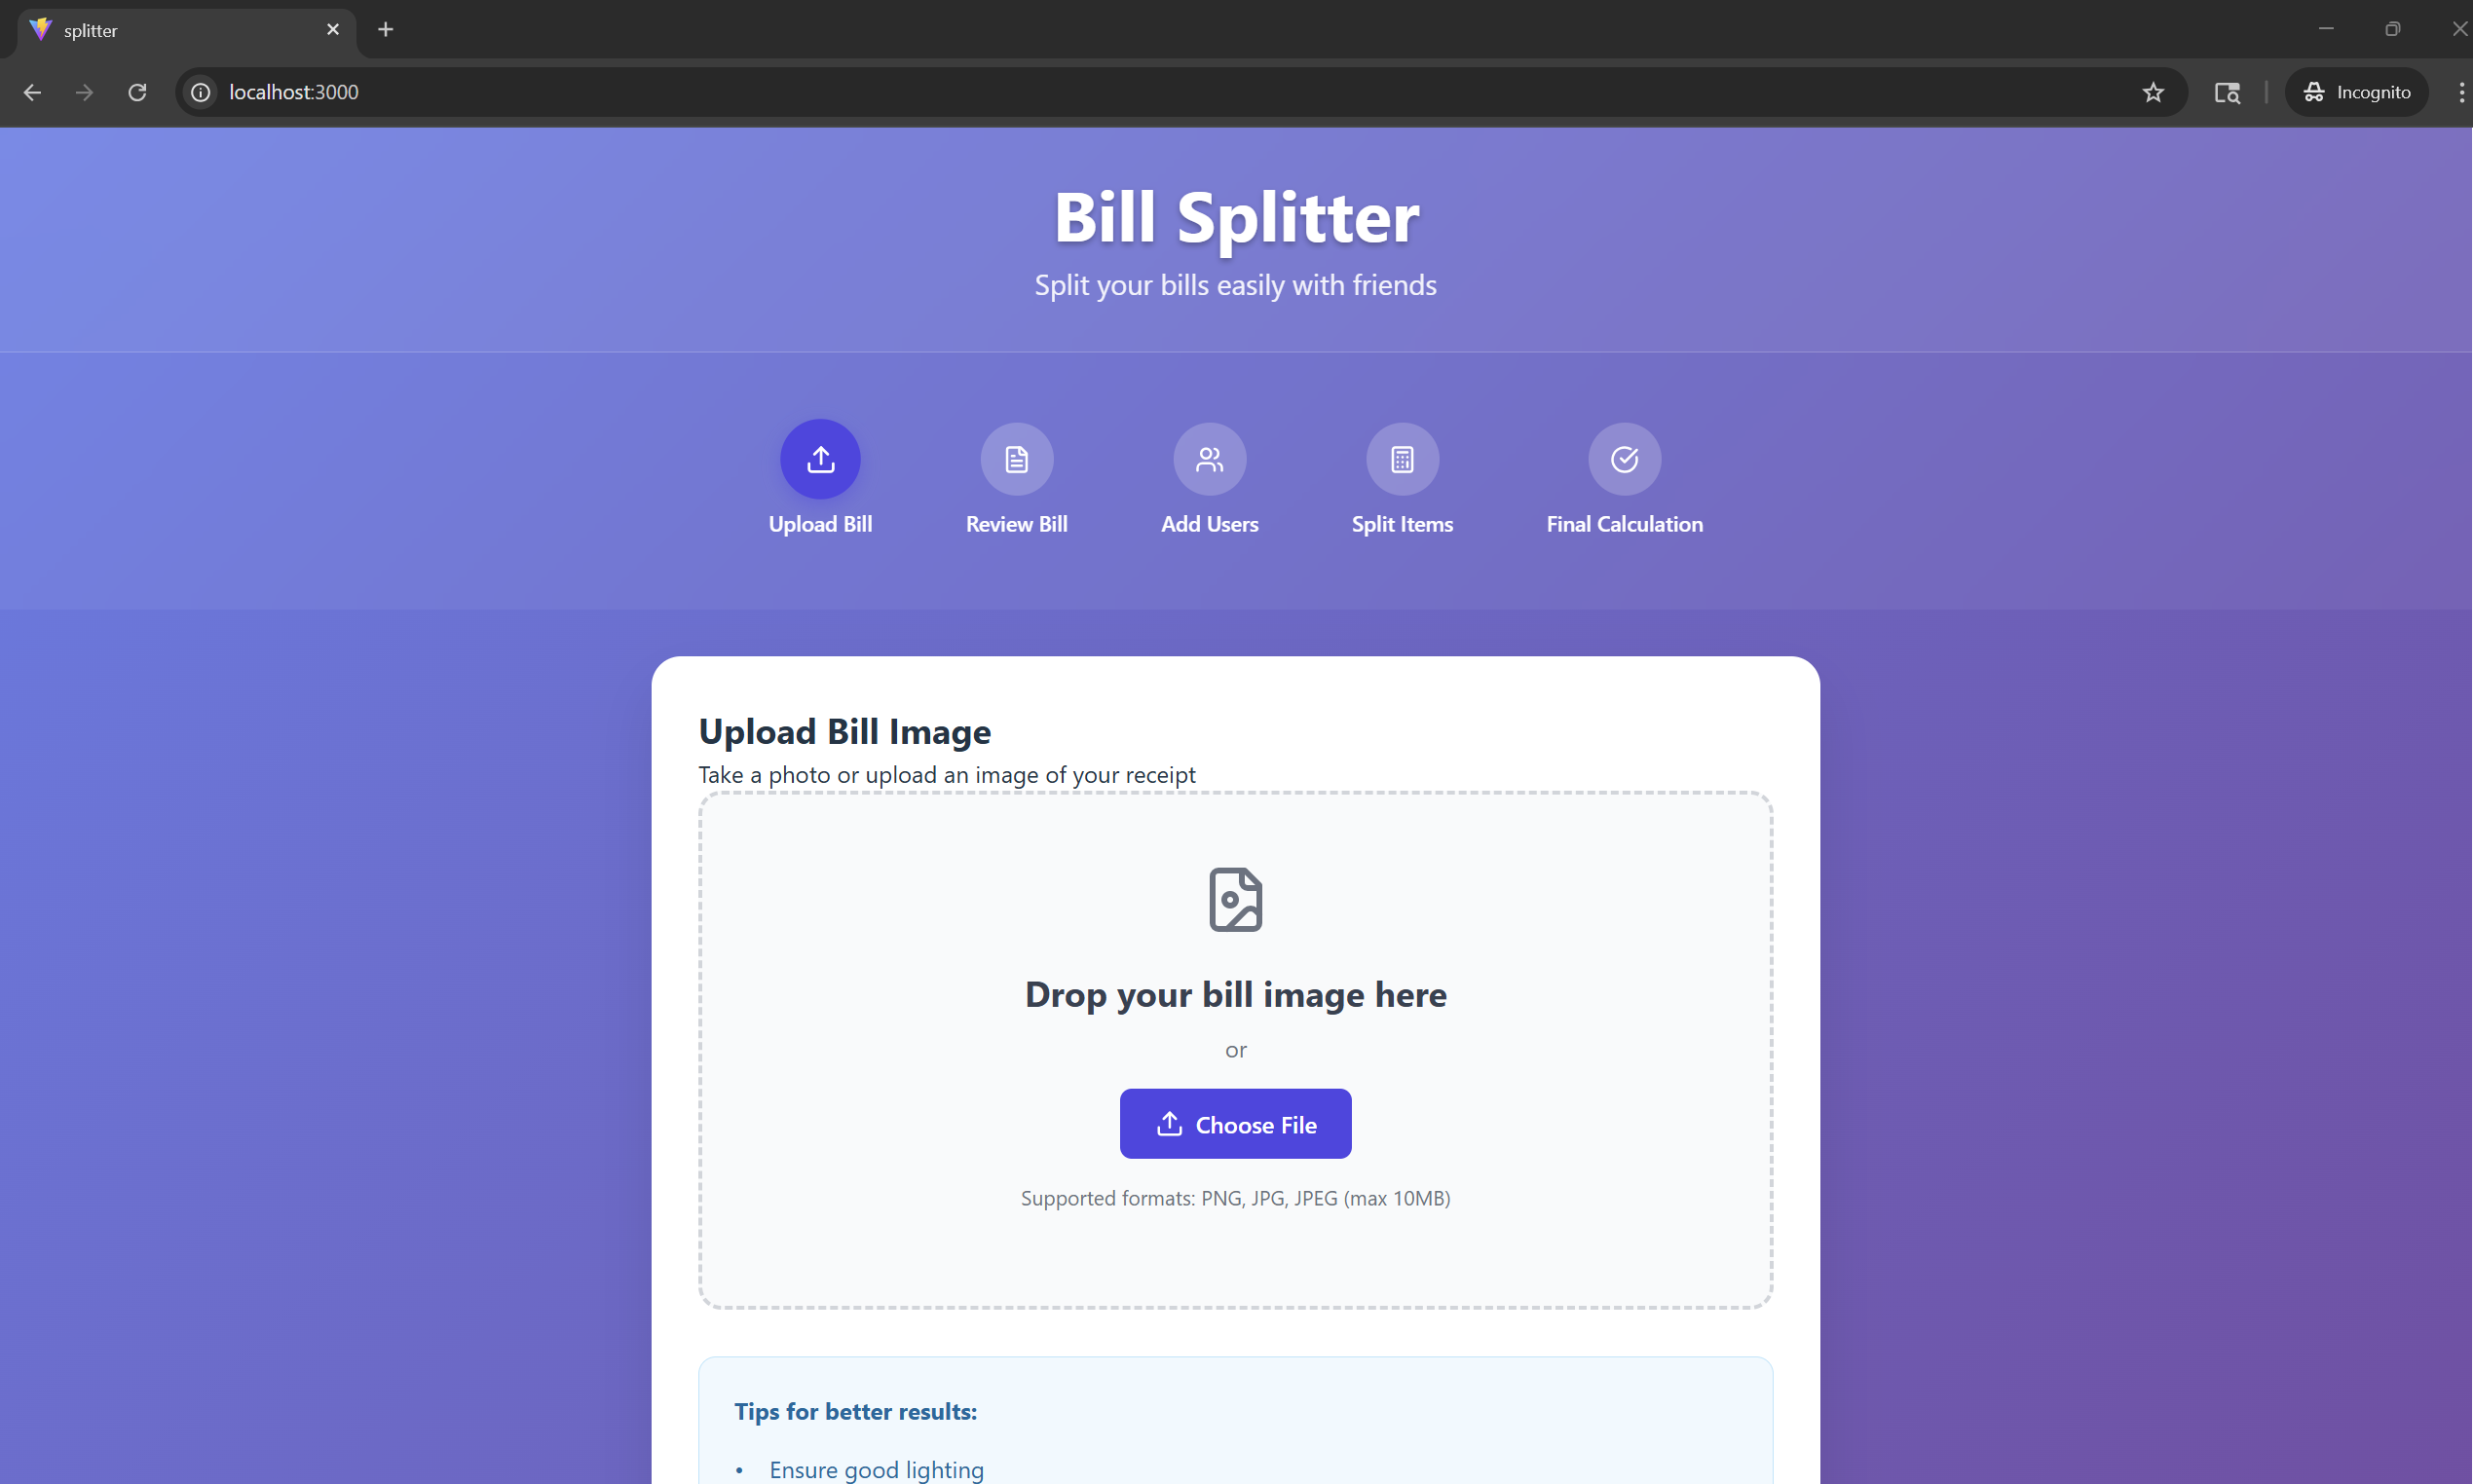 splitter
localhost:3000
Incognito
Bill Splitter
Split your bills easily with friends
Upload Bill
Review Bill
Add Users
Split Items
Final Calculation
Upload Bill Image
Take a photo or upload an image of your receipt
Drop your bill image here
or
Choose File
Supported formats: PNG, JPG, JPEG (max 10MB)
Tips for better results:
• Ensure good lighting